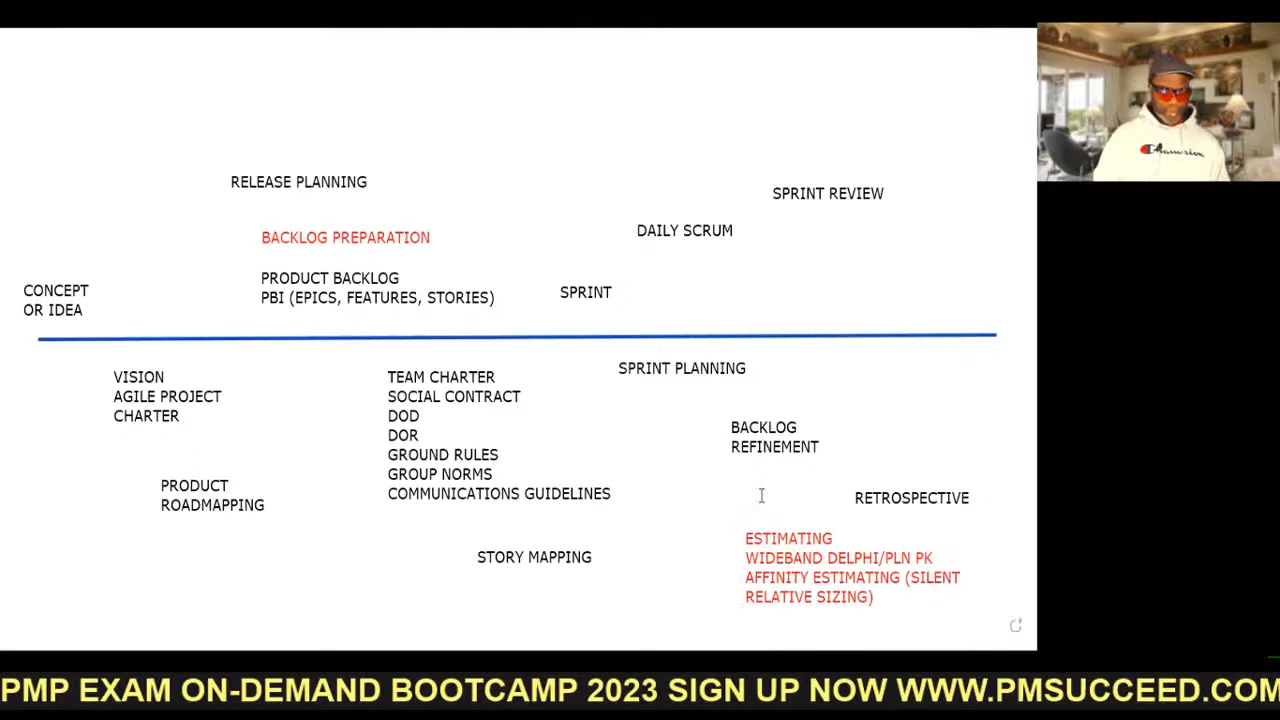 RELEASE PLANNING
SPRINT REVIEW
DAILY SCRUM
BACKLOG PREPARATION
PRODUCT BACKLOG
PBI (EPICS, FEATURES, STORIES)
CONCEPT
OR IDEA
SPRINT
VISION
AGILE PROJECT
CHARTER
TEAM CHARTER
SOCIAL CONTRACT
DOD
DOR
GROUND RULES
GROUP NORMS
COMMUNICATIONS GUIDELINES
SPRINT PLANNING
BACKLOG
REFINEMENT
PRODUCT
ROADMAPPING
RETROSPECTIVE
STORY MAPPING
ESTIMATING
WIDEBAND DELPHI/PLN PK
AFFINITY ESTIMATING (SILENT
RELATIVE SIZING)
Champion
PMP EXAM ON-DEMAND BOOTCAMP 2023 SIGN UP NOW WWW.PMSUCCEED.COM